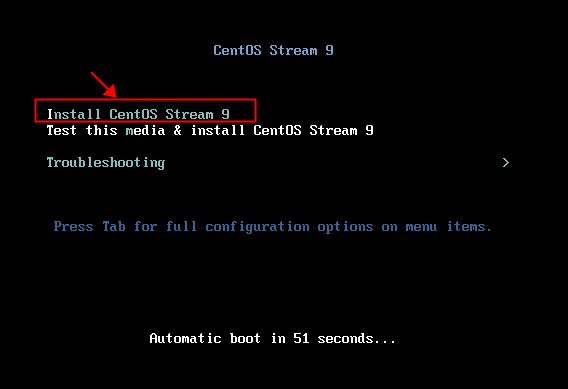 CentOS Stream 9
Install CentOS Stream 9
Test this media & install CentOS Stream 9
Troubleshooting >
Press Tab for full configuration options on menu items.
Automatic boot in 51 seconds...